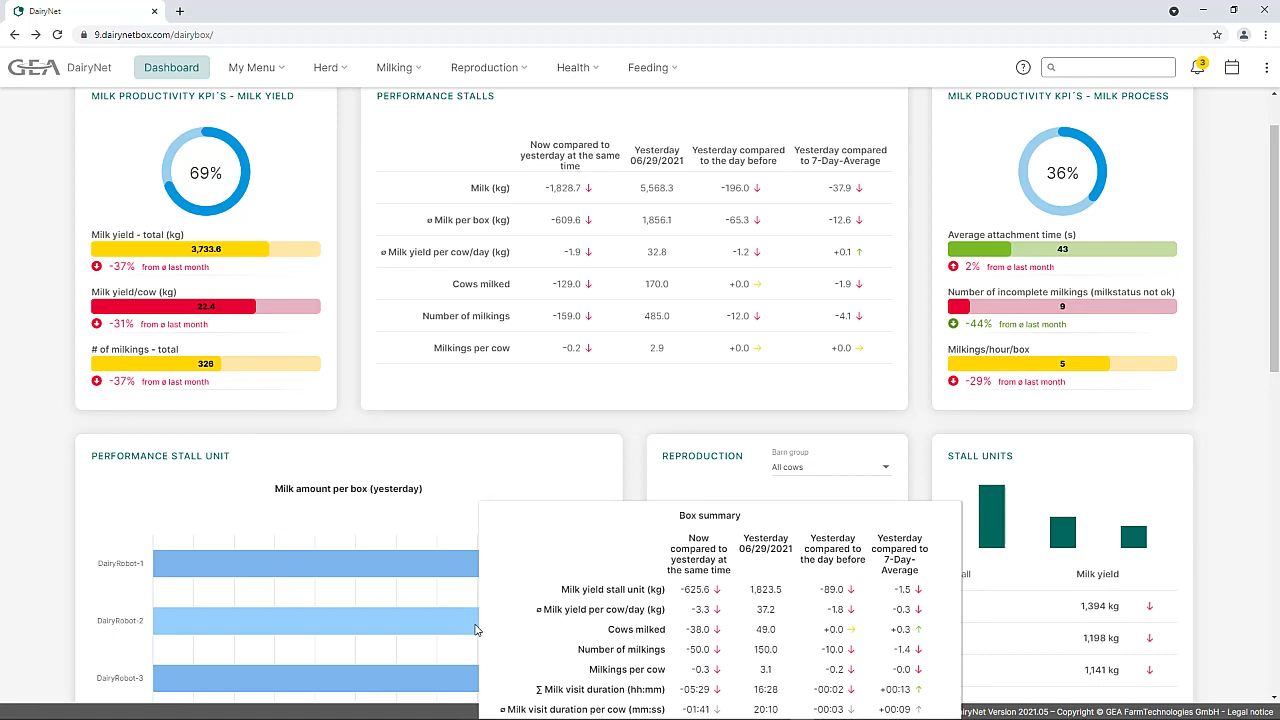 DairyNet
9.dairynetbox.com/dairybox/
GEA DairyNet Dashboard My Menu Herd Milking Reproduction Health Feeding ? 3
MILK PRODUCTIVITY KPI´S - MILK YIELD
69%
Milk yield - total (kg)
3,733.6
-37% from ø last month
Milk yield/cow (kg)
22.4
-31% from ø last month
# of milkings - total
326
-37% from ø last month
PERFORMANCE STALLS
Now compared to yesterday at the same time
Yesterday 06/29/2021
Yesterday compared to the day before
Yesterday compared to 7-Day-Average
Milk (kg) -1,828.7 ↓ 5,568.3 -196.0 ↓ -37.9 ↓
ø Milk per box (kg) -609.6 ↓ 1,856.1 -65.3 ↓ -12.6 ↓
ø Milk yield per cow/day (kg) -1.9 ↓ 32.8 -1.2 ↓ +0.1 ↑
Cows milked -129.0 ↓ 170.0 +0.0 → -1.9 ↓
Number of milkings -159.0 ↓ 485.0 -12.0 ↓ -4.1 ↓
Milkings per cow -0.2 ↓ 2.9 +0.0 → +0.0 →
MILK PRODUCTIVITY KPI´S - MILK PROCESS
36%
Average attachment time (s)
43
2% from ø last month
Number of incomplete milkings (milkstatus not ok)
9
-44% from ø last month
Milkings/hour/box
5
-29% from ø last month
PERFORMANCE STALL UNIT
Milk amount per box (yesterday)
DairyRobot-1
DairyRobot-2
DairyRobot-3
REPRODUCTION
Barn group
All cows
Box summary
Now compared to yesterday at the same time
Yesterday 06/29/2021
Yesterday compared to the day before
Yesterday compared to 7-Day-Average
Milk yield stall unit (kg) -625.6 ↓ 1,823.5 -89.0 ↓ -1.5 ↓
ø Milk yield per cow/day (kg) -3.3 ↓ 37.2 -1.8 ↓ -0.3 ↓
Cows milked -38.0 ↓ 49.0 +0.0 → +0.3 ↑
Number of milkings -50.0 ↓ 150.0 -10.0 ↓ -1.4 ↓
Milkings per cow -0.3 ↓ 3.1 -0.2 ↓ -0.0 ↓
∑ Milk visit duration (hh:mm) -05:29 ↓ 16:28 -00:02 ↓ +00:13 ↑
ø Milk visit duration per cow (mm:ss) -01:41 ↓ 20:10 -00:03 ↓ +00:09 ↑
STALL UNITS
all Milk yield
1,394 kg ↓
1,198 kg ↓
1,141 kg ↓
iryNet Version 2021.05 – Copyright © GEA FarmTechnologies GmbH - Legal notice